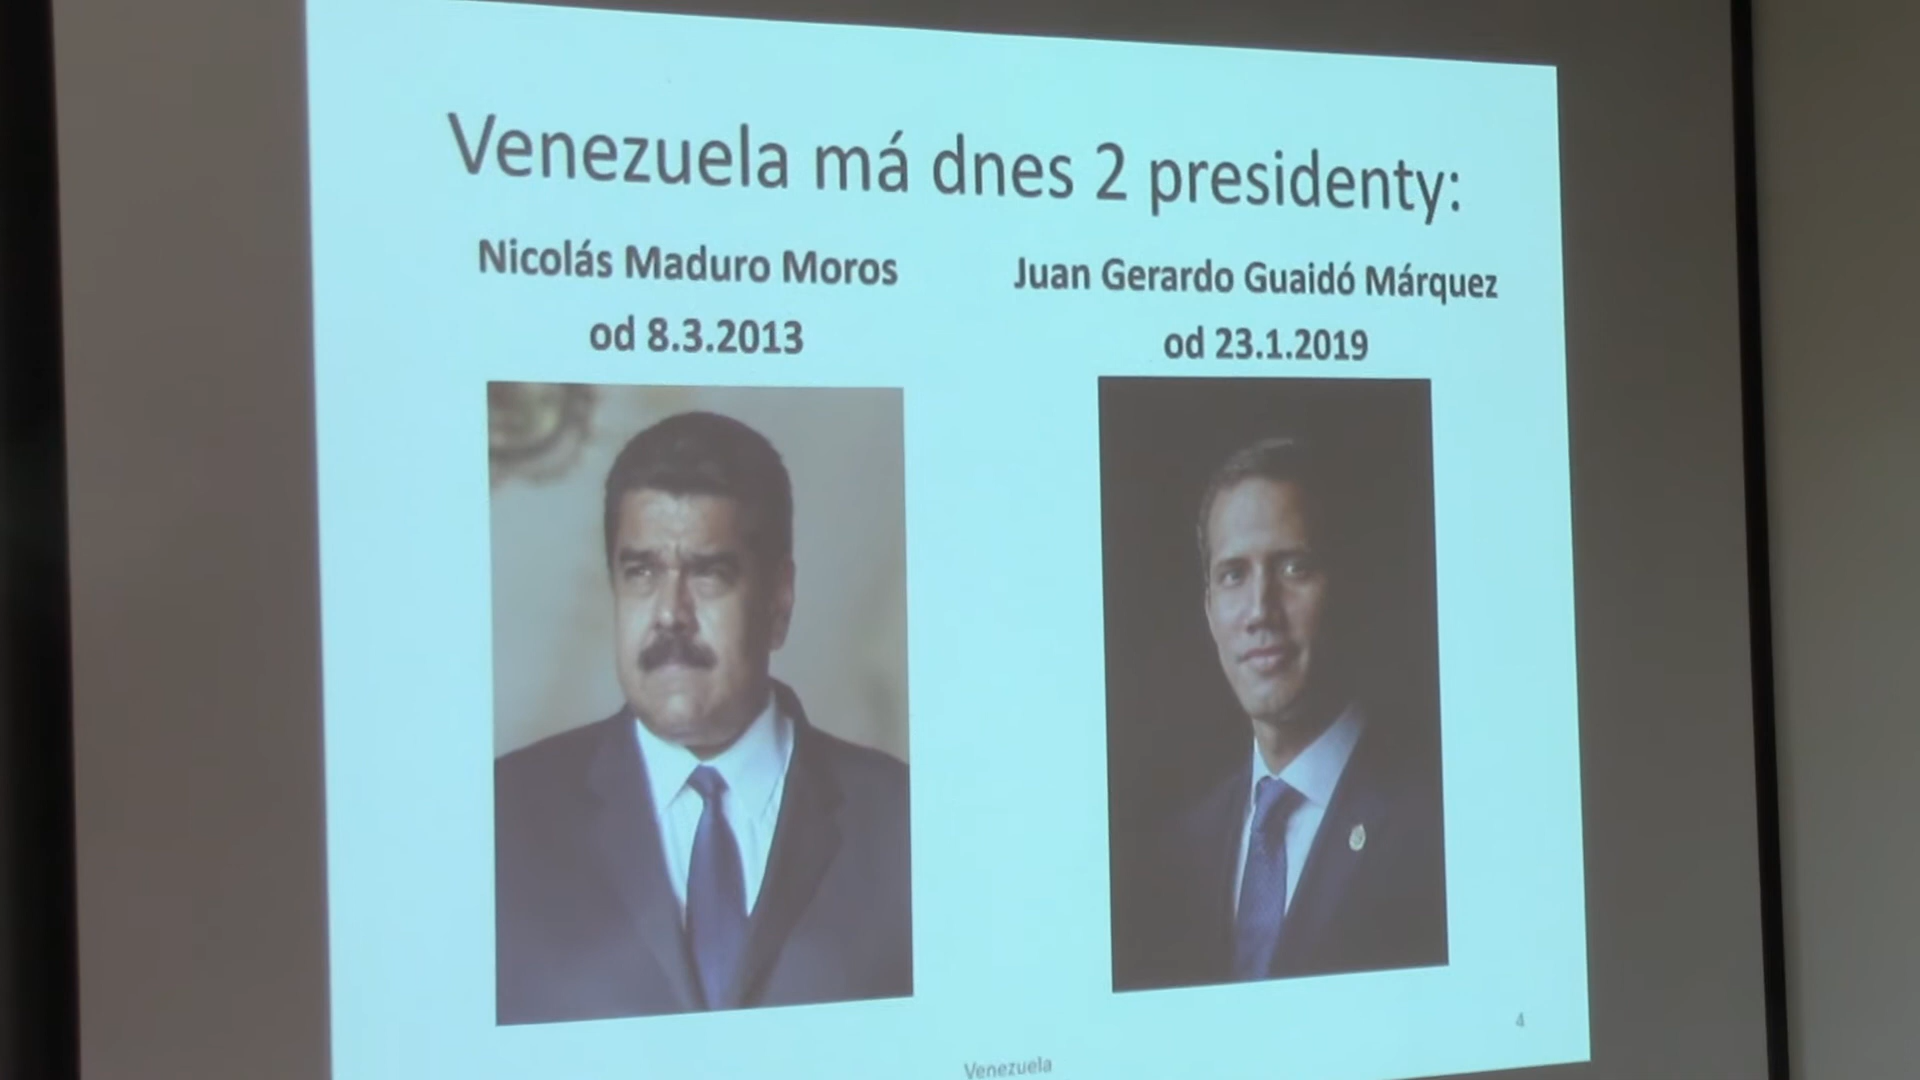 Venezuela má dnes 2 presidenty:
Nicolás Maduro Moros
od 8.3.2013
Juan Gerardo Guaidó Márquez
od 23.1.2019
4
Venezuela